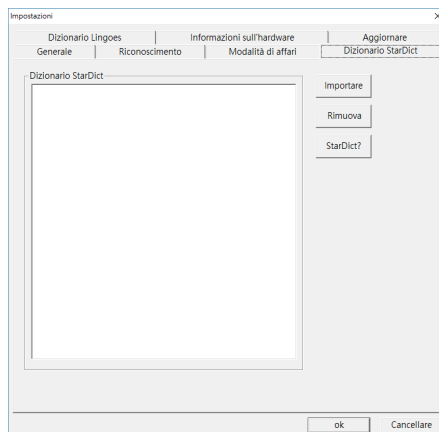 Impostazioni
Dizionario Lingoes
Informazioni sull'hardware
Aggiornare
Generale
Riconoscimento
Modalità di affari
Dizionario StarDict
Dizionario StarDict
Importare
Rimuova
StarDict?
ok
Cancellare